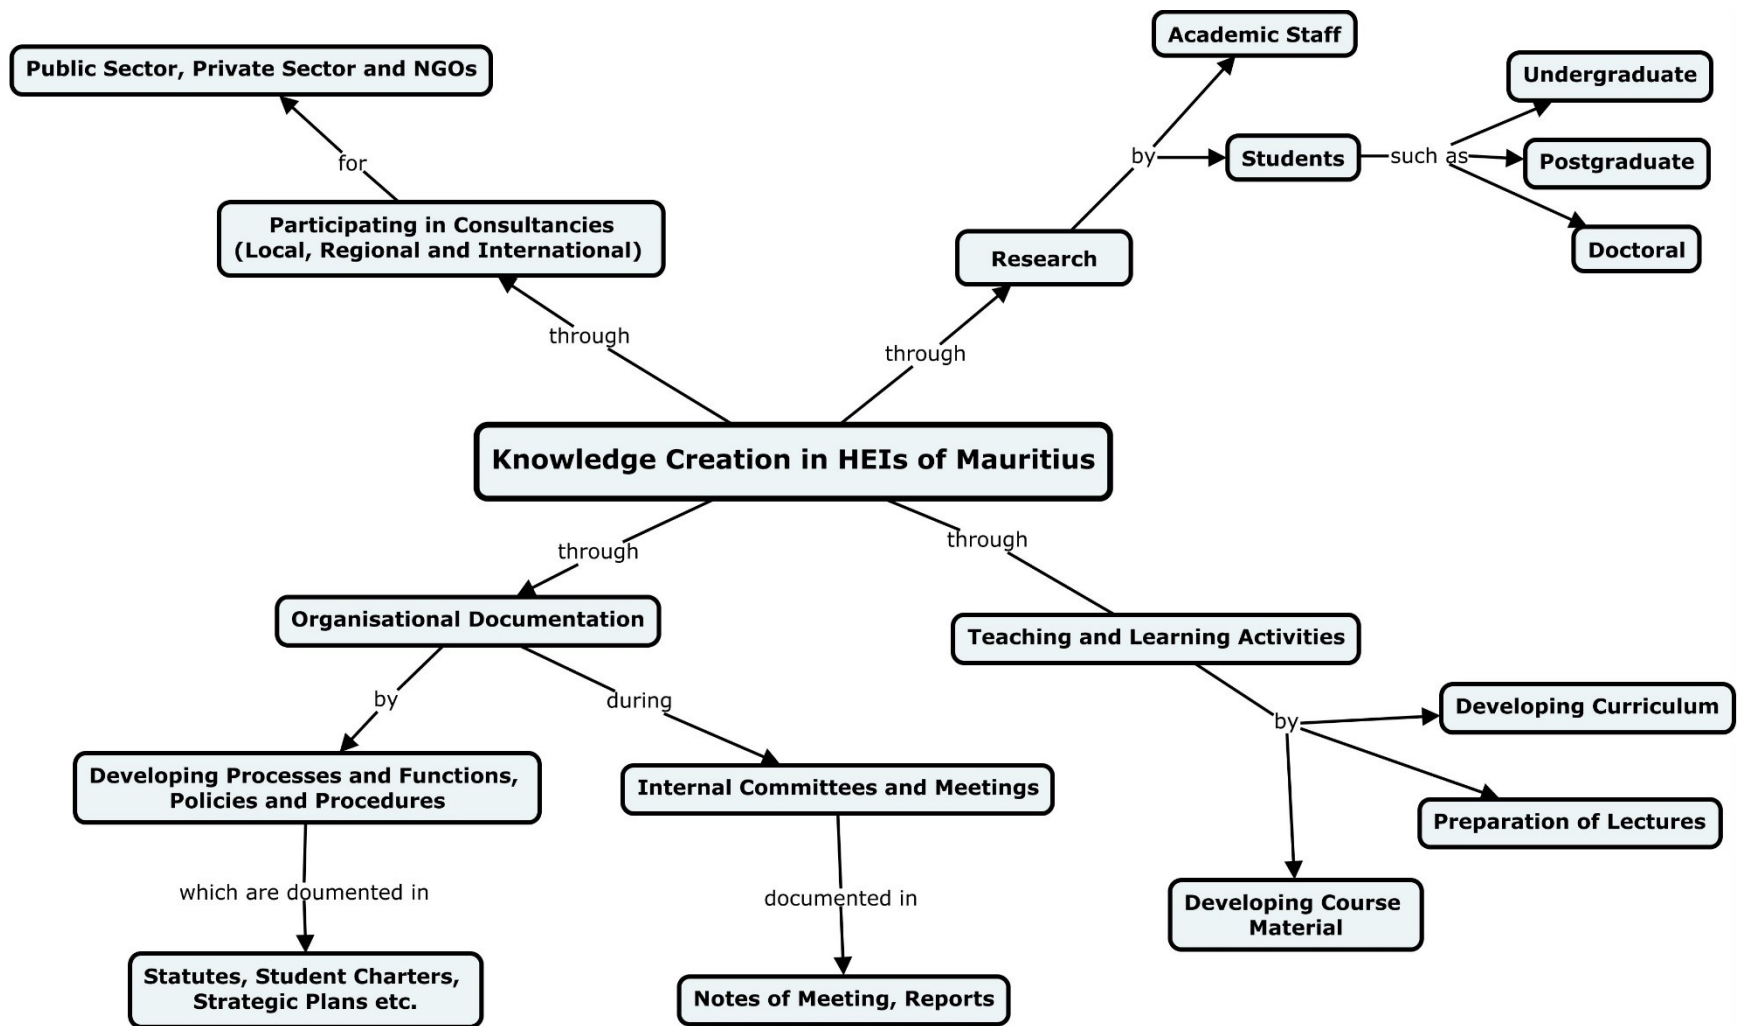 Academic Staff
Public Sector, Private Sector and NGOs
Undergraduate
for
by
Students
such as
Postgraduate
Participating in Consultancies
(Local, Regional and International)
Research
Doctoral
through
through
Knowledge Creation in HEIs of Mauritius
through
through
Organisational Documentation
Teaching and Learning Activities
by
during
by
Developing Curriculum
Developing Processes and Functions,
Policies and Procedures
Internal Committees and Meetings
Preparation of Lectures
which are doumented in
documented in
Developing Course
Material
Statutes, Student Charters,
Strategic Plans etc.
Notes of Meeting, Reports